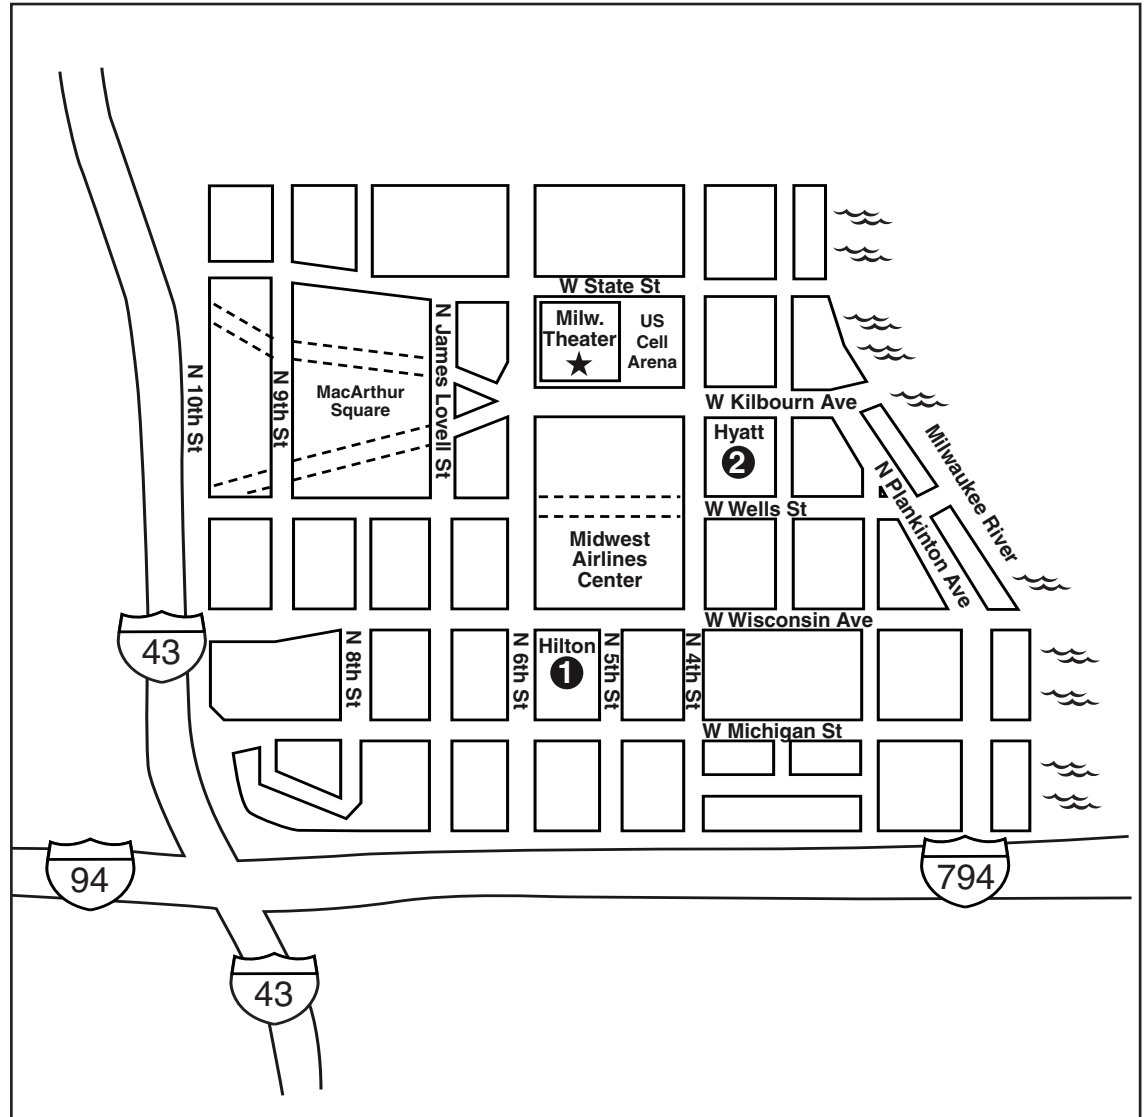 W State St
Milw.
Theater
US
Cell
Arena
N James Lovell St
N 10th St
N 9th St
MacArthur
Square
W Kilbourn Ave
Hyatt
2
Milwaukee River
N Plankinton Ave
W Wells St
Midwest
Airlines
Center
W Wisconsin Ave
43
N 8th St
N 6th St
Hilton
1
N 5th St
N 4th St
W Michigan St
94
794
43